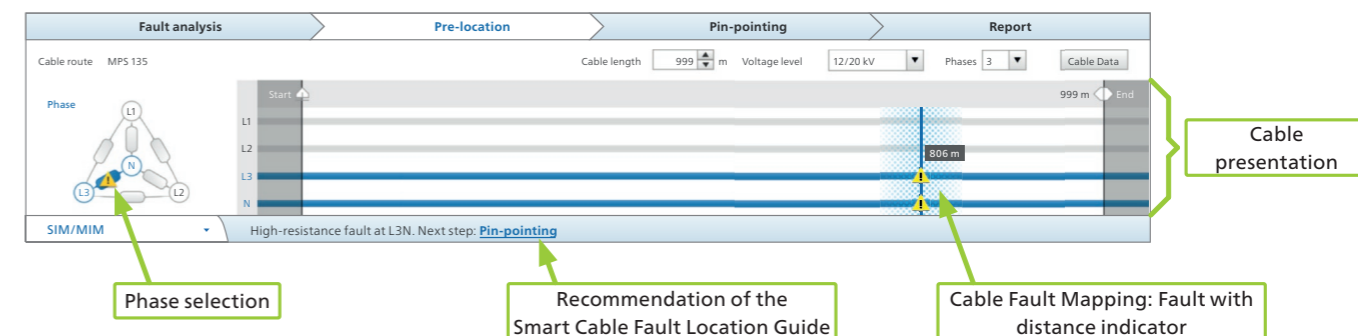 Fault analysis Pre-location Pin-pointing Report
Cable route MPS 135 Cable length 999 m Voltage level 12/20 kV Phases 3 Cable Data
Phase
L1
N
L3
L2
Start 999 m End
L1
L2
806 m
L3
N
SIM/MIM High-resistance fault at L3N. Next step: Pin-pointing
Cable
presentation
Phase selection
Recommendation of the
Smart Cable Fault Location Guide
Cable Fault Mapping: Fault with
distance indicator